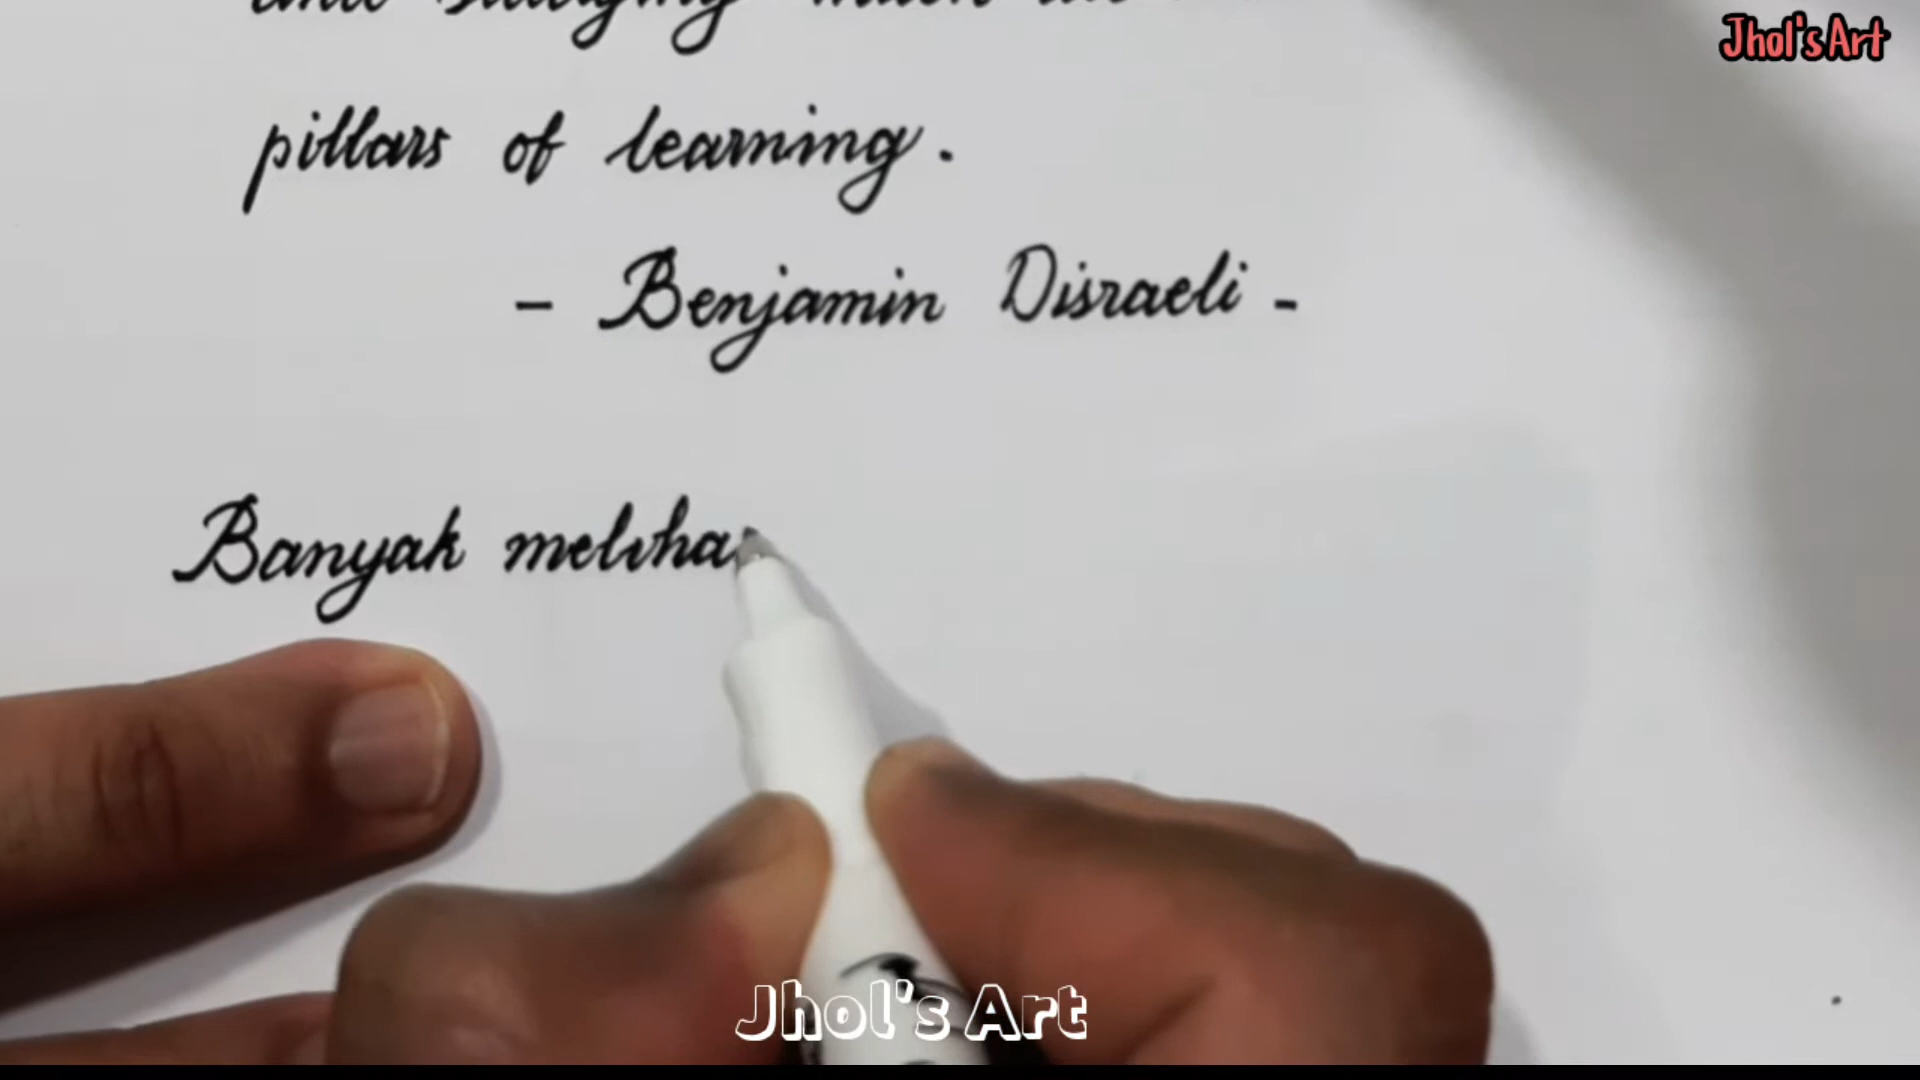 Jhol's Art
pillars of learning.
- Benjamin Disraeli -
Banyak meliha
Jhol's Art